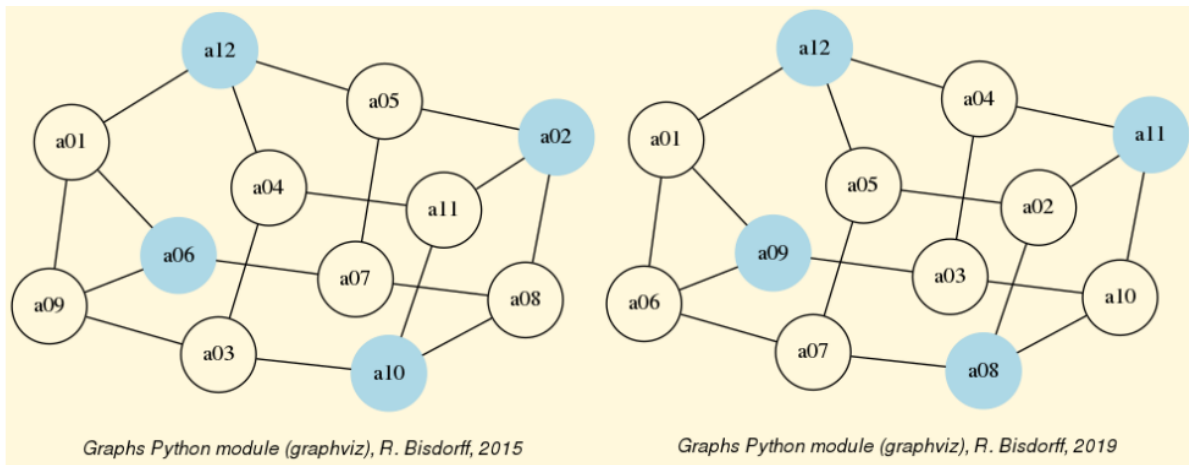 a12
a05
a02
a01
a04
a11
a06
a07
a09
a08
a03
a10
Graphs Python module (graphviz), R. Bisdorff, 2015
a12
a04
a11
a01
a05
a02
a09
a03
a06
a10
a07
a08
Graphs Python module (graphviz), R. Bisdorff, 2019